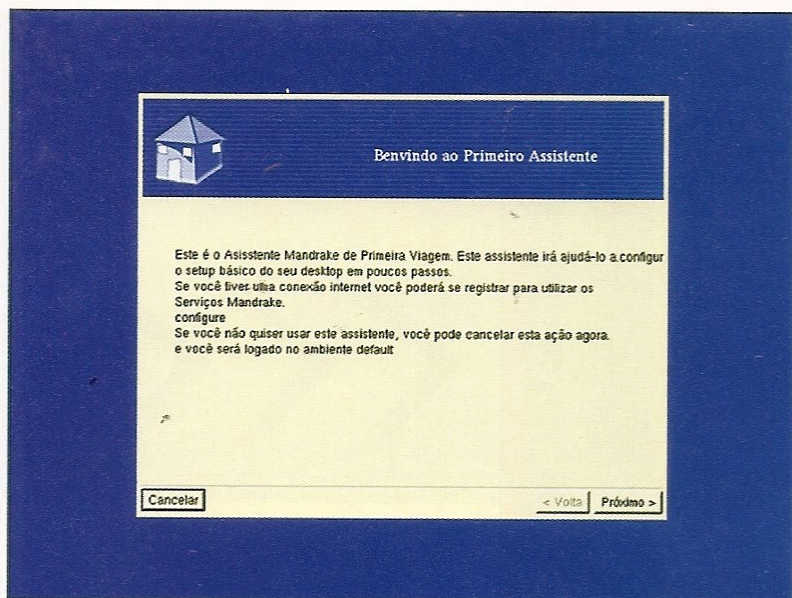 Benvindo ao Primeiro Assistente
Este é o Asisstente Mandrake de Primeira Viagem. Este assistente irá ajudá-lo a configur
o setup básico do seu desktop em poucos passos.
Se você tiver uma conexão internet você poderá se registrar para utilizar os
Serviços Mandrake.
configure
Se você não quiser usar este assistente, você pode cancelar esta ação agora.
e você será logado no ambiente default
Cancelar
< Volta
Próximo >